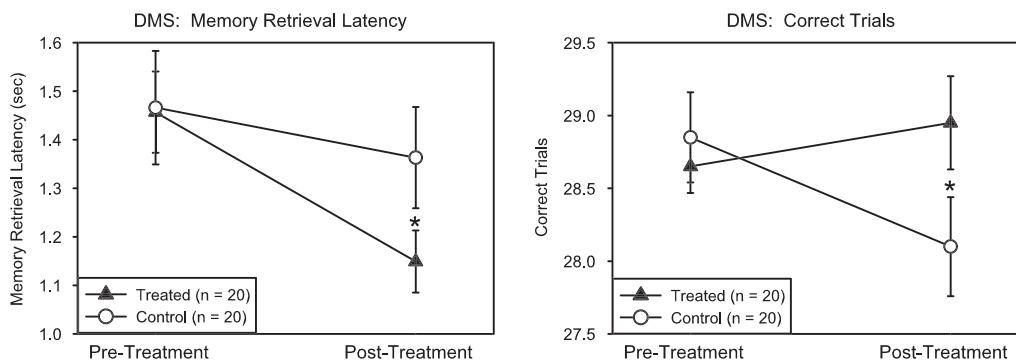 DMS: Memory Retrieval Latency
Memory Retrieval Latency (sec)
1.6
1.5
1.4
1.3
1.2
1.1
1.0
*
Treated (n = 20)
Control (n = 20)
Pre-Treatment
Post-Treatment
DMS: Correct Trials
Correct Trials
29.5
29.0
28.5
28.0
27.5
*
Treated (n = 20)
Control (n = 20)
Pre-Treatment
Post-Treatment